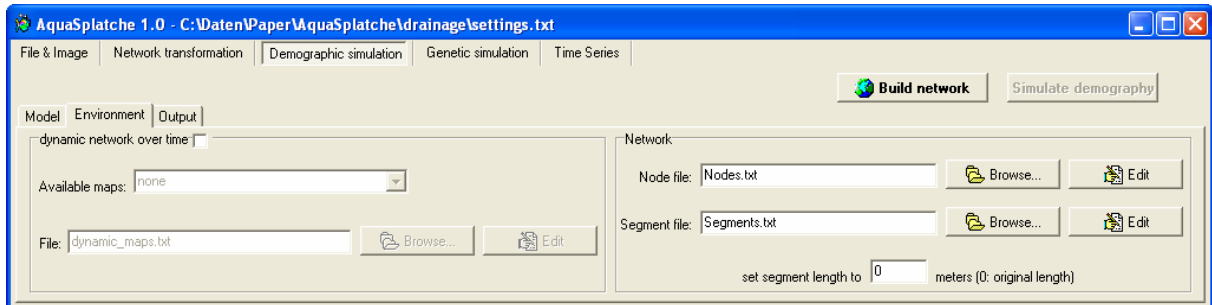 AquaSplatche 1.0 - C:\Daten\Paper\AquaSplatche\drainage\settings.txt
File & Image Network transformation Demographic simulation Genetic simulation Time Series
Build network Simulate demography
Model Environment Output
dynamic network over time Network
Available maps: none Node file: Nodes.txt Browse... Edit
File: dynamic_maps.txt Browse... Edit Segment file: Segments.txt Browse... Edit
set segment length to 0 meters (0: original length)